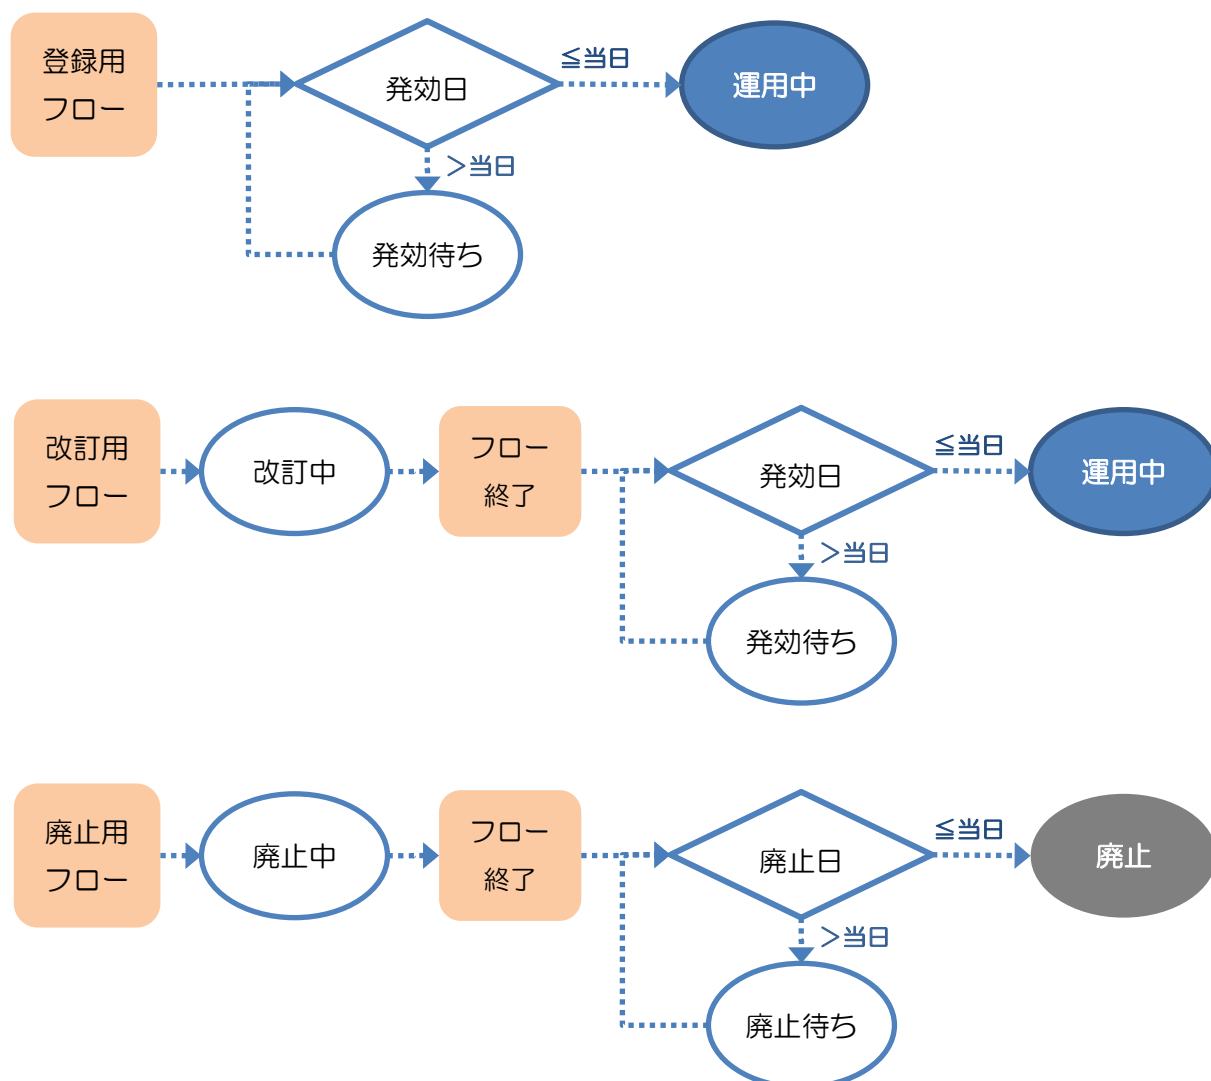 登録用
フロー
発効日
≦当日
運用中
＞当日
発効待ち
改訂用
フロー
改訂中
フロー
終了
発効日
≦当日
運用中
＞当日
発効待ち
廃止用
フロー
廃止中
フロー
終了
廃止日
≦当日
廃止
＞当日
廃止待ち